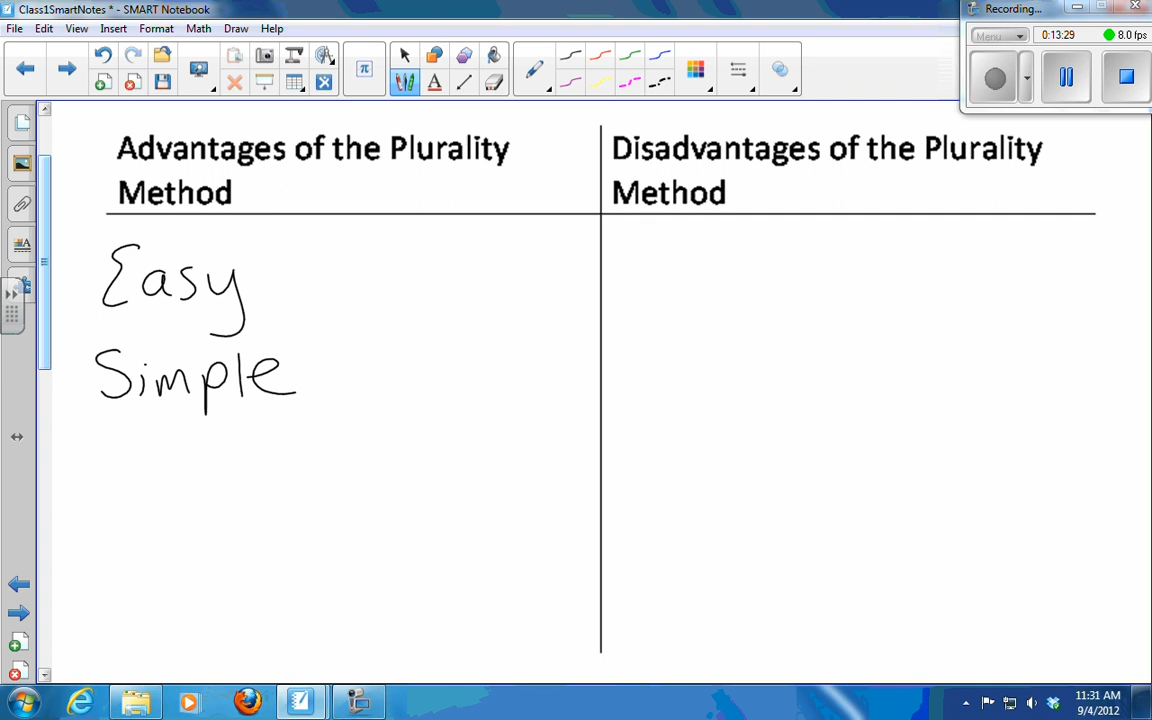 Class1SmartNotes * - SMART Notebook
Recording...
File Edit View Insert Format Math Draw Help
Menu 0:13:29 8.0 fps
π
A
Advantages of the Plurality
Method
Disadvantages of the Plurality
Method
Easy
Simple
11:31 AM
9/4/2012